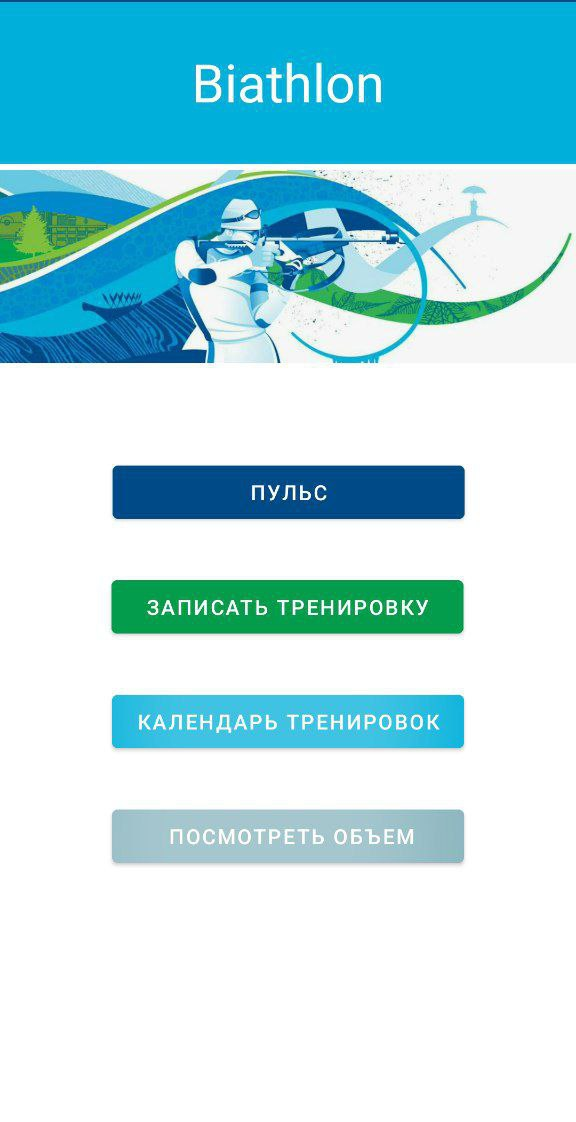 Biathlon
ПУЛЬС
ЗАПИСАТЬ ТРЕНИРОВКУ
КАЛЕНДАРЬ ТРЕНИРОВОК
ПОСМОТРЕТЬ ОБЪЕМ